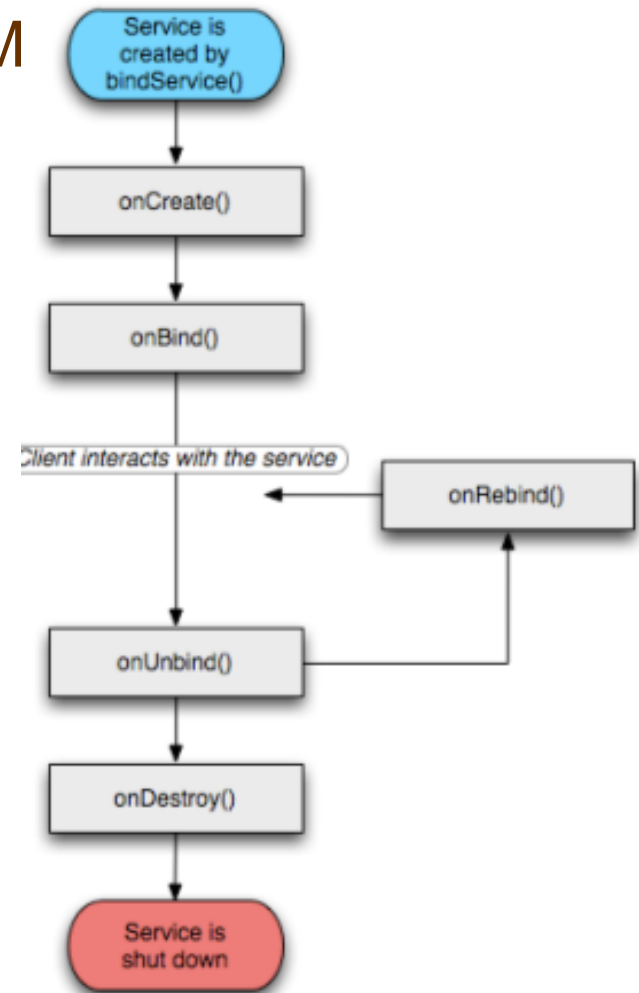 M
Service is
created by
bindService()
onCreate()
onBind()
Client interacts with the service
onRebind()
onUnbind()
onDestroy()
Service is
shut down